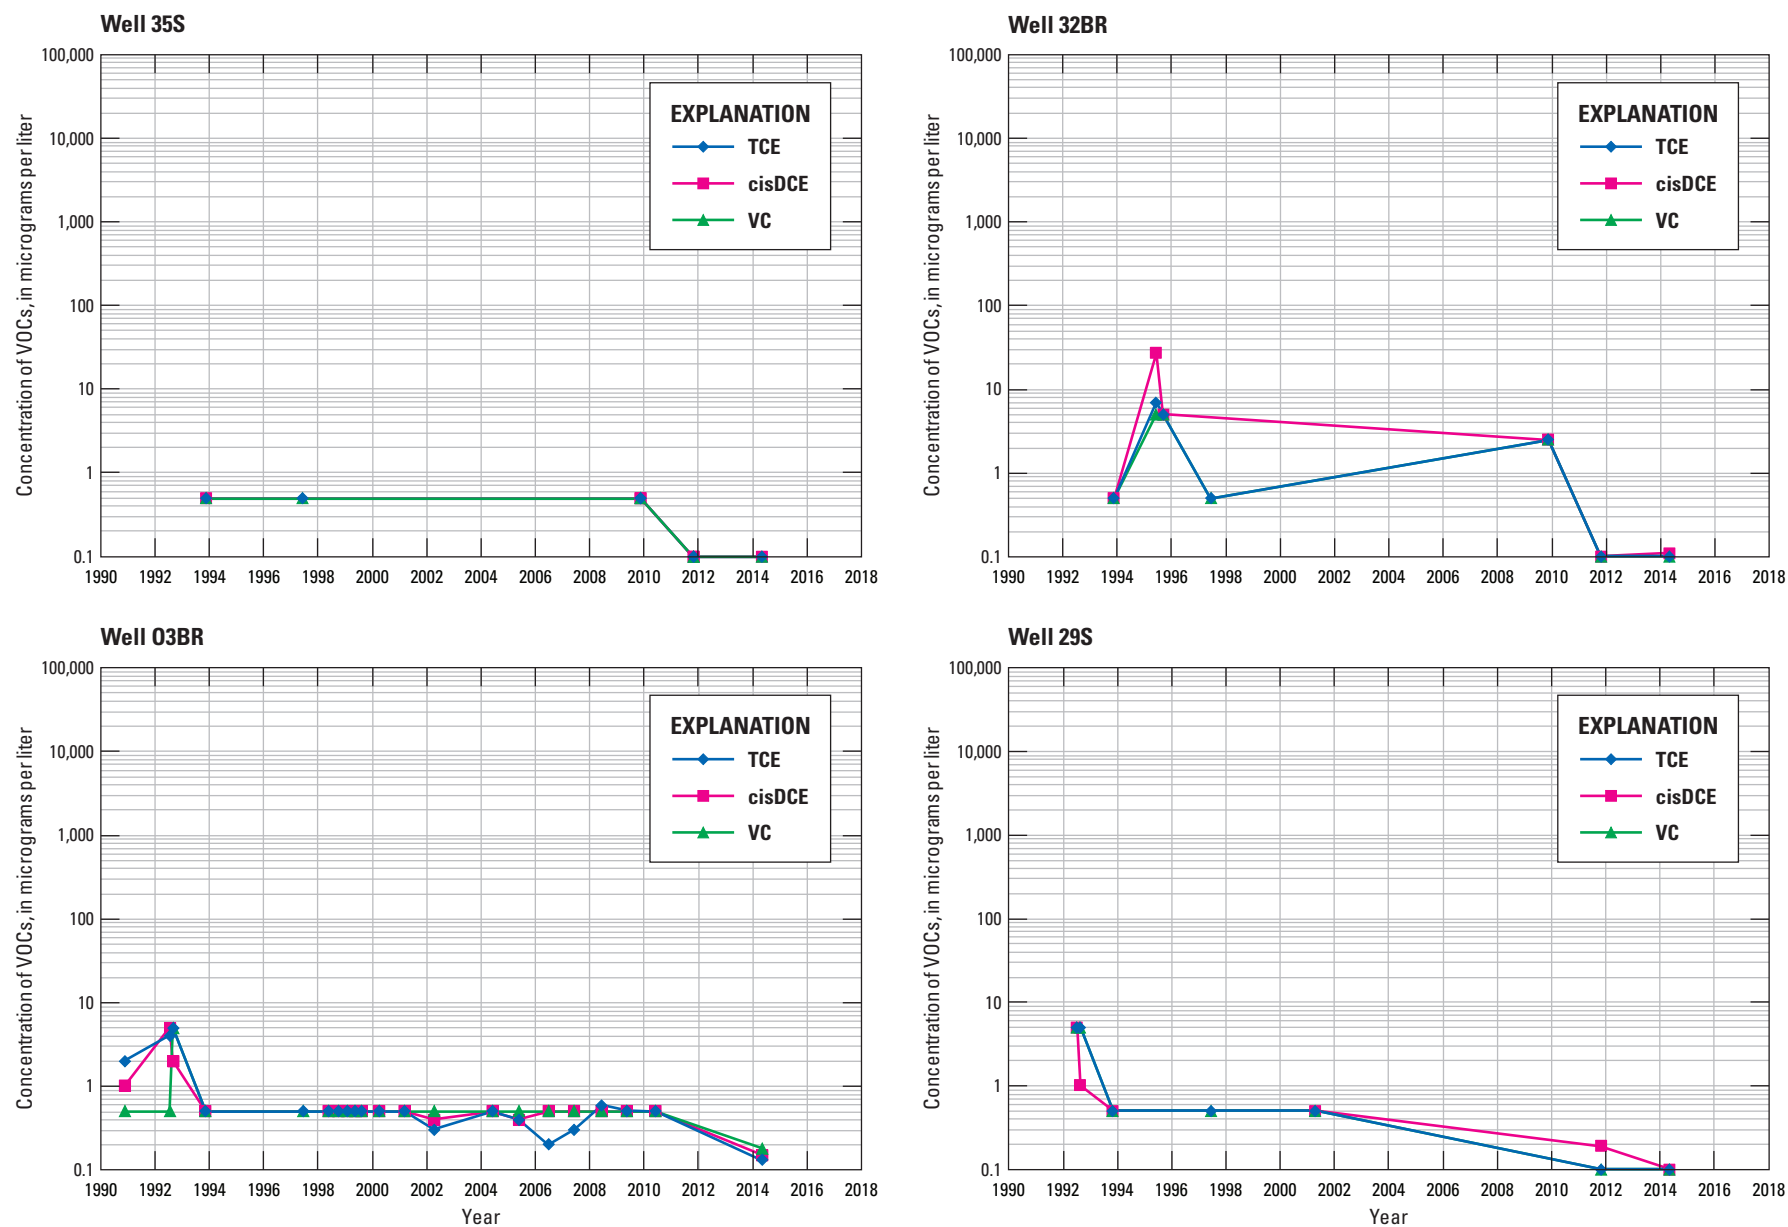 Well 35S
Concentration of VOCs, in micrograms per liter
100,000
10,000
1,000
100
10
1
0.1
EXPLANATION
TCE
cisDCE
VC
1990 1992 1994 1996 1998 2000 2002 2004 2006 2008 2010 2012 2014 2016 2018
Well 32BR
Concentration of VOCs, in micrograms per liter
100,000
10,000
1,000
100
10
1
0.1
EXPLANATION
TCE
cisDCE
VC
1990 1992 1994 1996 1998 2000 2002 2004 2006 2008 2010 2012 2014 2016 2018
Well O3BR
Concentration of VOCs, in micrograms per liter
100,000
10,000
1,000
100
10
1
0.1
EXPLANATION
TCE
cisDCE
VC
1990 1992 1994 1996 1998 2000 2002 2004 2006 2008 2010 2012 2014 2016 2018
Year
Well 29S
Concentration of VOCs, in micrograms per liter
100,000
10,000
1,000
100
10
1
0.1
EXPLANATION
TCE
cisDCE
VC
1990 1992 1994 1996 1998 2000 2002 2004 2006 2008 2010 2012 2014 2016 2018
Year